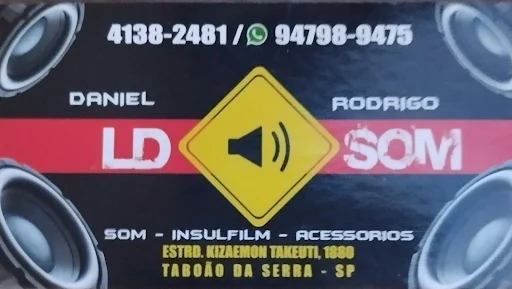 4138-2481 / 94798-9475
DANIEL RODRIGO
LD SOM
SOM - INSULFILM - ACESSORIOS
ESTRD. KIZAEMON TAKEUTI, 1880
TABOÃO DA SERRA - SP